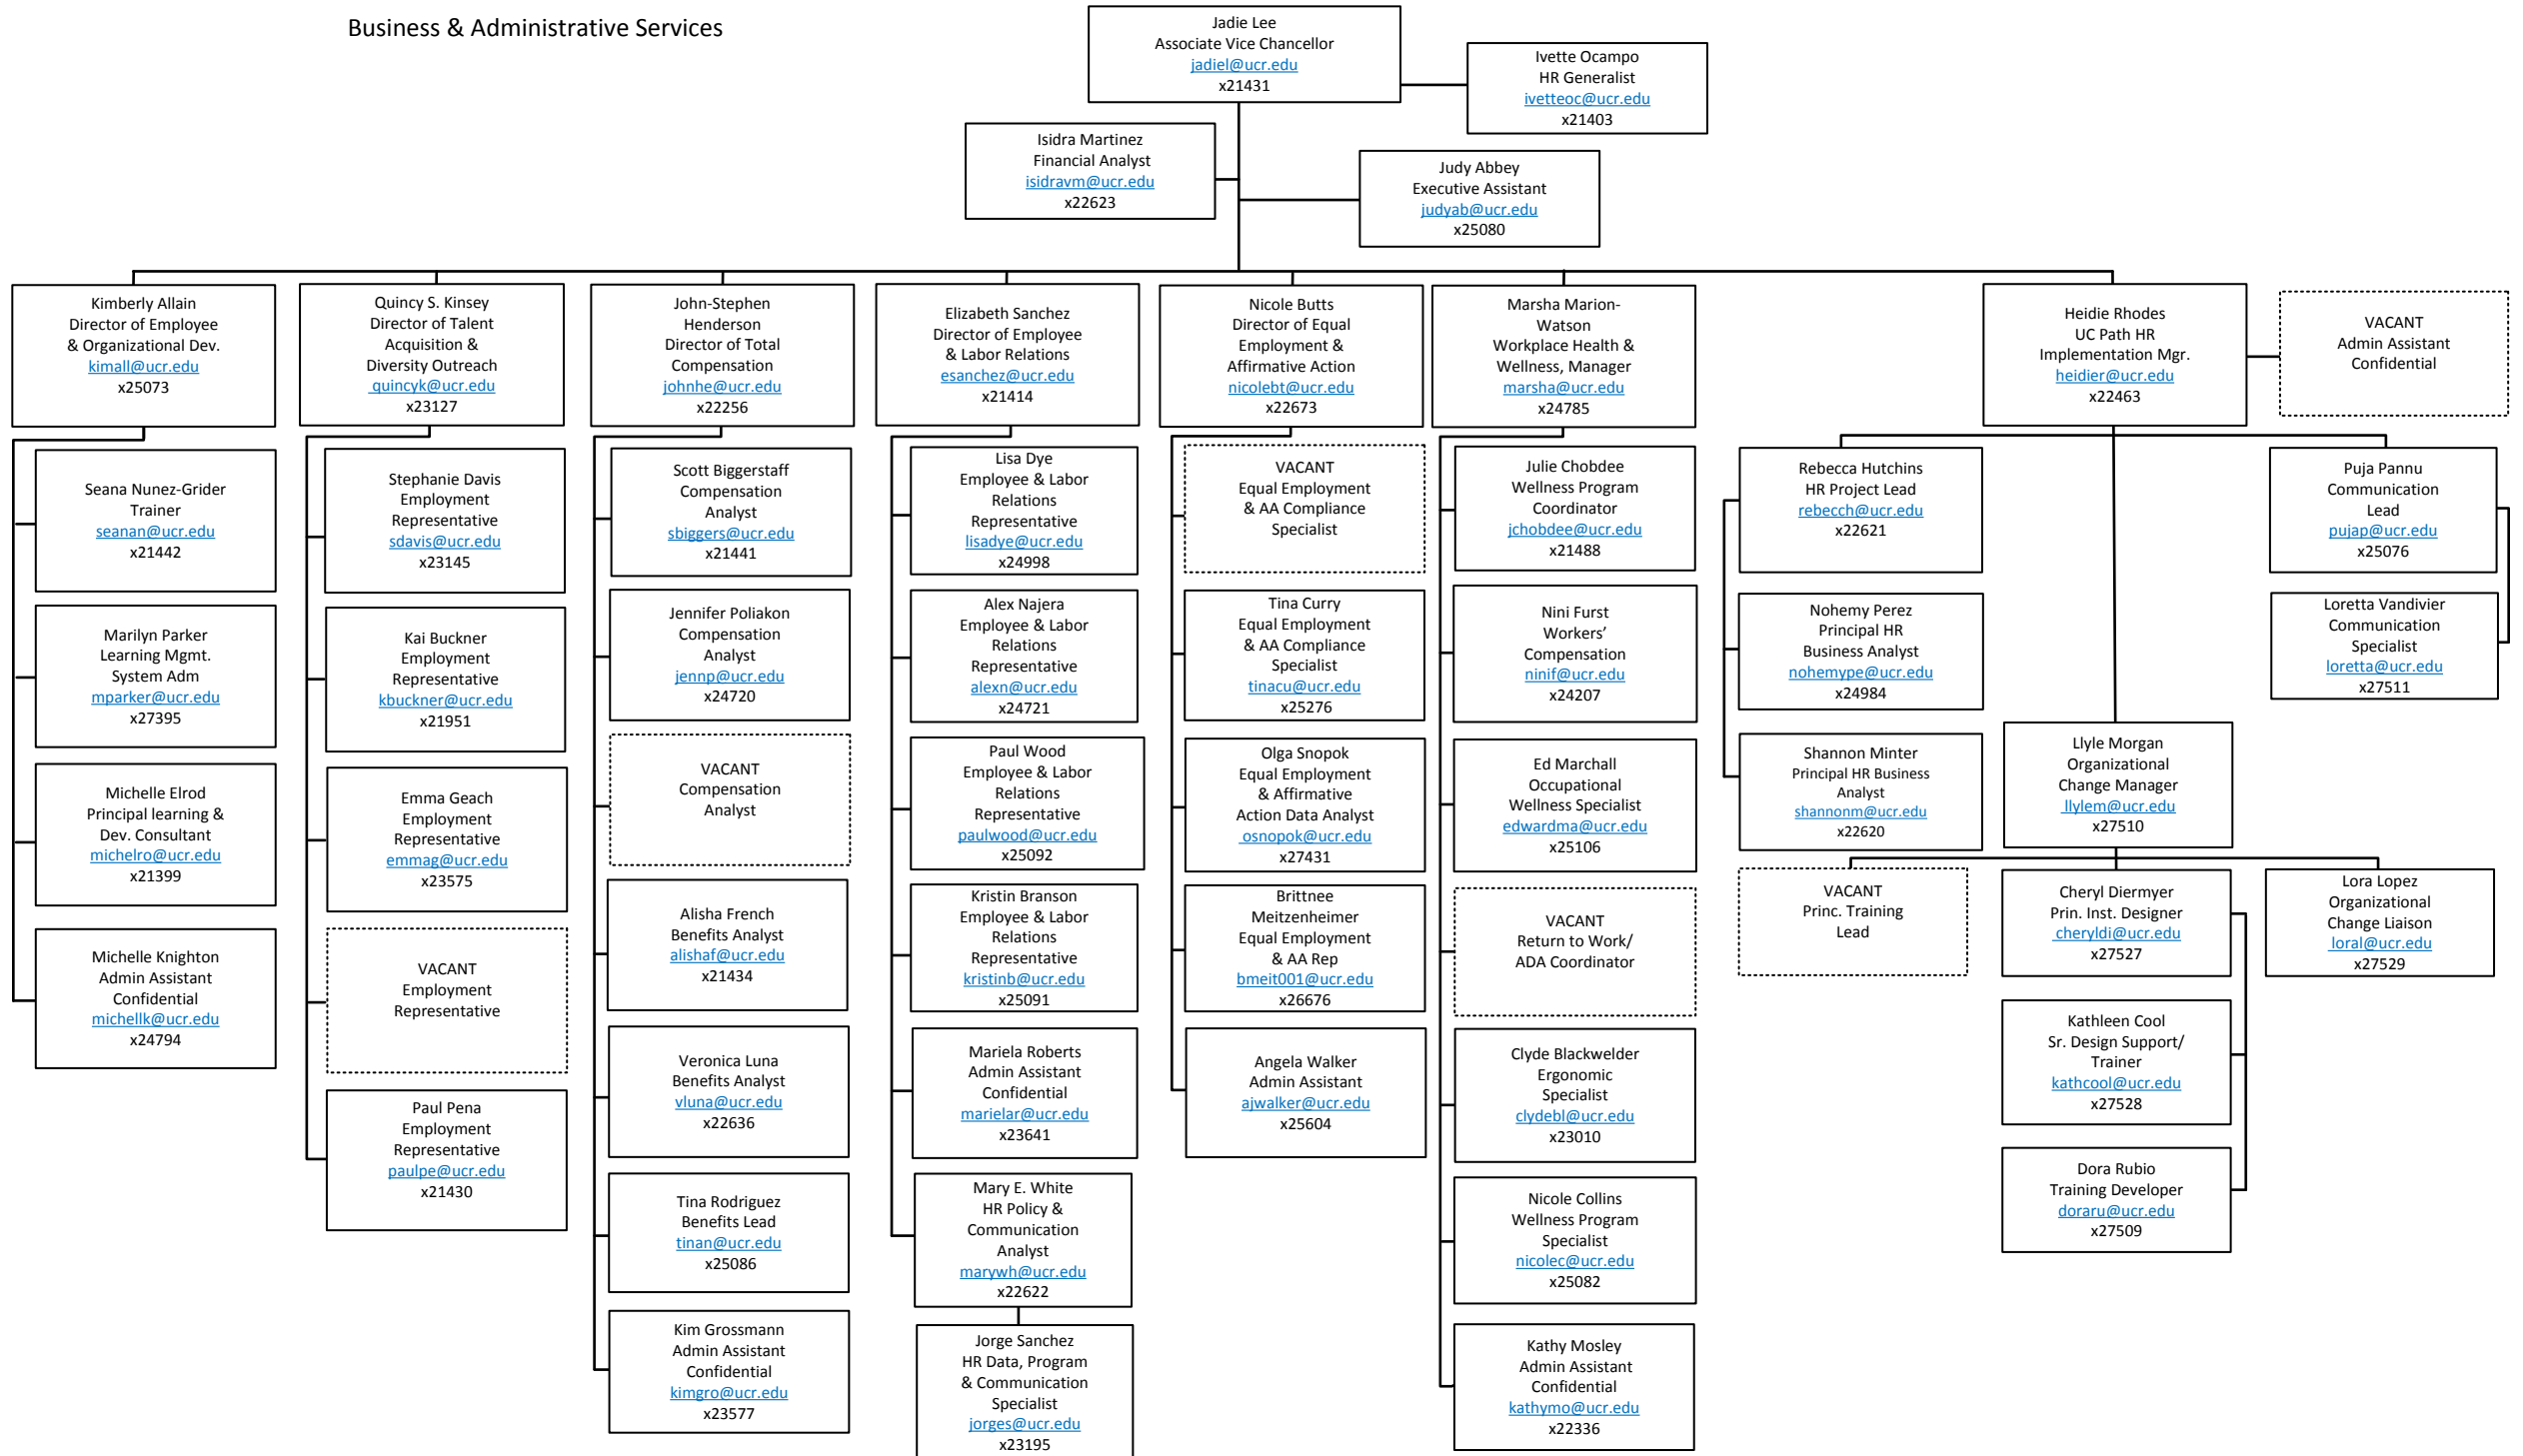 Business & Administrative Services
Jadie Lee
Associate Vice Chancellor
jadiel@ucr.edu
x21431
Ivette Ocampo
HR Generalist
ivetteoc@ucr.edu
x21403
Isidra Martinez
Financial Analyst
isidravm@ucr.edu
x22623
Judy Abbey
Executive Assistant
judyab@ucr.edu
x25080
Kimberly Allain
Director of Employee
& Organizational Dev.
kimall@ucr.edu
x25073
Quincy S. Kinsey
Director of Talent
Acquisition &
Diversity Outreach
quincyk@ucr.edu
x23127
John-Stephen
Henderson
Director of Total
Compensation
johnhe@ucr.edu
x22256
Elizabeth Sanchez
Director of Employee
& Labor Relations
esanchez@ucr.edu
x21414
Nicole Butts
Director of Equal
Employment &
Affirmative Action
nicolebt@ucr.edu
x22673
Marsha Marion-
Watson
Workplace Health &
Wellness, Manager
marsha@ucr.edu
x24785
Heidie Rhodes
UC Path HR
Implementation Mgr.
heidier@ucr.edu
x22463
VACANT
Admin Assistant
Confidential
Seana Nunez-Grider
Trainer
seanan@ucr.edu
x21442
Marilyn Parker
Learning Mgmt.
System Adm
mparker@ucr.edu
x27395
Michelle Elrod
Principal learning &
Dev. Consultant
michelro@ucr.edu
x21399
Michelle Knighton
Admin Assistant
Confidential
michellk@ucr.edu
x24794
Stephanie Davis
Employment
Representative
sdavis@ucr.edu
x23145
Kai Buckner
Employment
Representative
kbuckner@ucr.edu
x21951
Emma Geach
Employment
Representative
emmag@ucr.edu
x23575
VACANT
Employment
Representative
Paul Pena
Employment
Representative
paulpe@ucr.edu
x21430
Scott Biggerstaff
Compensation
Analyst
sbiggers@ucr.edu
x21441
Jennifer Poliakon
Compensation
Analyst
jennp@ucr.edu
x24720
VACANT
Compensation
Analyst
Alisha French
Benefits Analyst
alishaf@ucr.edu
x21434
Veronica Luna
Benefits Analyst
vluna@ucr.edu
x22636
Tina Rodriguez
Benefits Lead
tinan@ucr.edu
x25086
Kim Grossmann
Admin Assistant
Confidential
kimgro@ucr.edu
x23577
Lisa Dye
Employee & Labor
Relations
Representative
lisadye@ucr.edu
x24998
Alex Najera
Employee & Labor
Relations
Representative
alexn@ucr.edu
x24721
Paul Wood
Employee & Labor
Relations
Representative
paulwood@ucr.edu
x25092
Kristin Branson
Employee & Labor
Relations
Representative
kristinb@ucr.edu
x25091
Mariela Roberts
Admin Assistant
Confidential
marielar@ucr.edu
x23641
Mary E. White
HR Policy &
Communication
Analyst
marywh@ucr.edu
x22622
Jorge Sanchez
HR Data, Program
& Communication
Specialist
jorges@ucr.edu
x23195
VACANT
Equal Employment
& AA Compliance
Specialist
Tina Curry
Equal Employment
& AA Compliance
Specialist
tinacu@ucr.edu
x25276
Olga Snopok
Equal Employment
& Affirmative
Action Data Analyst
osnopok@ucr.edu
x27431
Brittnee
Meitzenheimer
Equal Employment
& AA Rep
bmeit001@ucr.edu
x26676
Angela Walker
Admin Assistant
ajwalker@ucr.edu
x25604
Julie Chobdee
Wellness Program
Coordinator
jchobdee@ucr.edu
x21488
Nini Furst
Workers’
Compensation
ninif@ucr.edu
x24207
Ed Marchall
Occupational
Wellness Specialist
edwardma@ucr.edu
x25106
VACANT
Return to Work/
ADA Coordinator
Clyde Blackwelder
Ergonomic
Specialist
clydebl@ucr.edu
x23010
Nicole Collins
Wellness Program
Specialist
nicolec@ucr.edu
x25082
Kathy Mosley
Admin Assistant
Confidential
kathymo@ucr.edu
x22336
Rebecca Hutchins
HR Project Lead
rebecch@ucr.edu
x22621
Nohemy Perez
Principal HR
Business Analyst
nohemype@ucr.edu
x24984
Shannon Minter
Principal HR Business
Analyst
shannonm@ucr.edu
x22620
Puja Pannu
Communication
Lead
pujap@ucr.edu
x25076
Loretta Vandivier
Communication
Specialist
loretta@ucr.edu
x27511
Llyle Morgan
Organizational
Change Manager
llylem@ucr.edu
x27510
VACANT
Princ. Training
Lead
Cheryl Diermyer
Prin. Inst. Designer
cheryldi@ucr.edu
x27527
Lora Lopez
Organizational
Change Liaison
loral@ucr.edu
x27529
Kathleen Cool
Sr. Design Support/
Trainer
kathcool@ucr.edu
x27528
Dora Rubio
Training Developer
doraru@ucr.edu
x27509